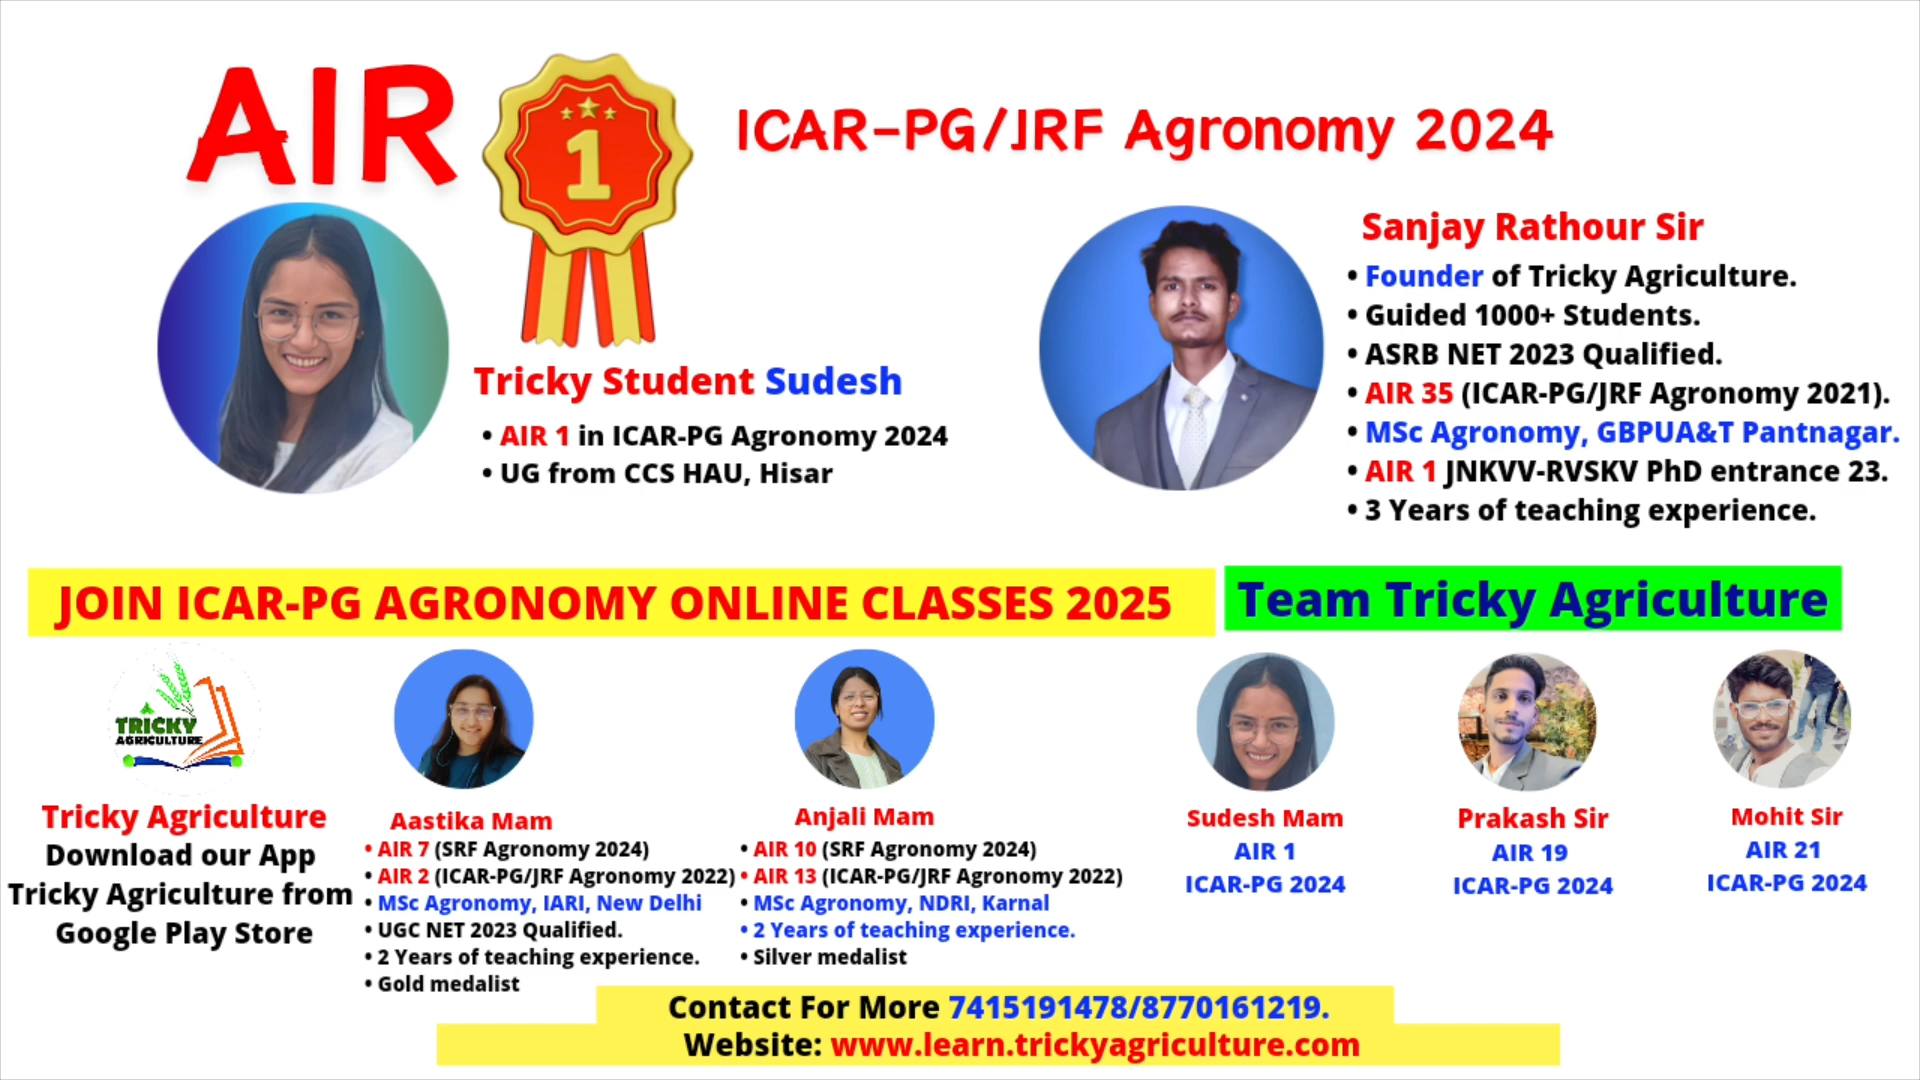 AIR
1
ICAR-PG/JRF Agronomy 2024
Tricky Student Sudesh
• AIR 1 in ICAR-PG Agronomy 2024
• UG from CCS HAU, Hisar
Sanjay Rathour Sir
• Founder of Tricky Agriculture.
• Guided 1000+ Students.
• ASRB NET 2023 Qualified.
• AIR 35 (ICAR-PG/JRF Agronomy 2021).
• MSc Agronomy, GBPUA&T Pantnagar.
• AIR 1 JNKVV-RVSKV PhD entrance 23.
• 3 Years of teaching experience.
JOIN ICAR-PG AGRONOMY ONLINE CLASSES 2025
Team Tricky Agriculture
TRICKY
AGRICULTURE
Tricky Agriculture
Download our App
Tricky Agriculture from
Google Play Store
Aastika Mam
• AIR 7 (SRF Agronomy 2024)
• AIR 2 (ICAR-PG/JRF Agronomy 2022)
• MSc Agronomy, IARI, New Delhi
• UGC NET 2023 Qualified.
• 2 Years of teaching experience.
• Gold medalist
Anjali Mam
• AIR 10 (SRF Agronomy 2024)
• AIR 13 (ICAR-PG/JRF Agronomy 2022)
• MSc Agronomy, NDRI, Karnal
• 2 Years of teaching experience.
• Silver medalist
Sudesh Mam
AIR 1
ICAR-PG 2024
Prakash Sir
AIR 19
ICAR-PG 2024
Mohit Sir
AIR 21
ICAR-PG 2024
Contact For More 7415191478/8770161219.
Website: www.learn.trickyagriculture.com